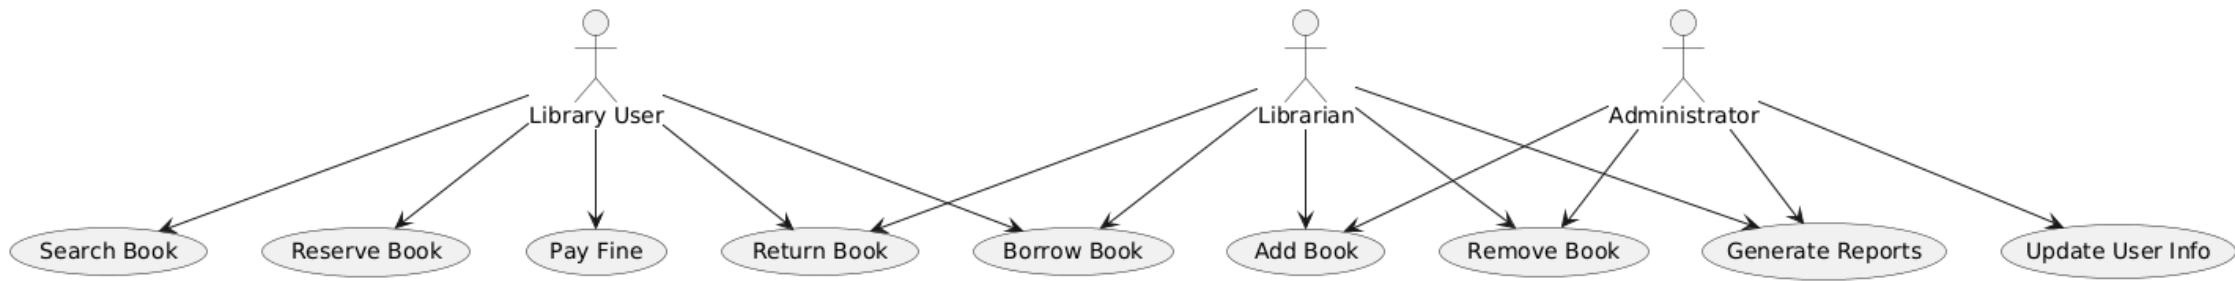 Library User
Librarian
Administrator
Search Book
Reserve Book
Pay Fine
Return Book
Borrow Book
Add Book
Remove Book
Generate Reports
Update User Info